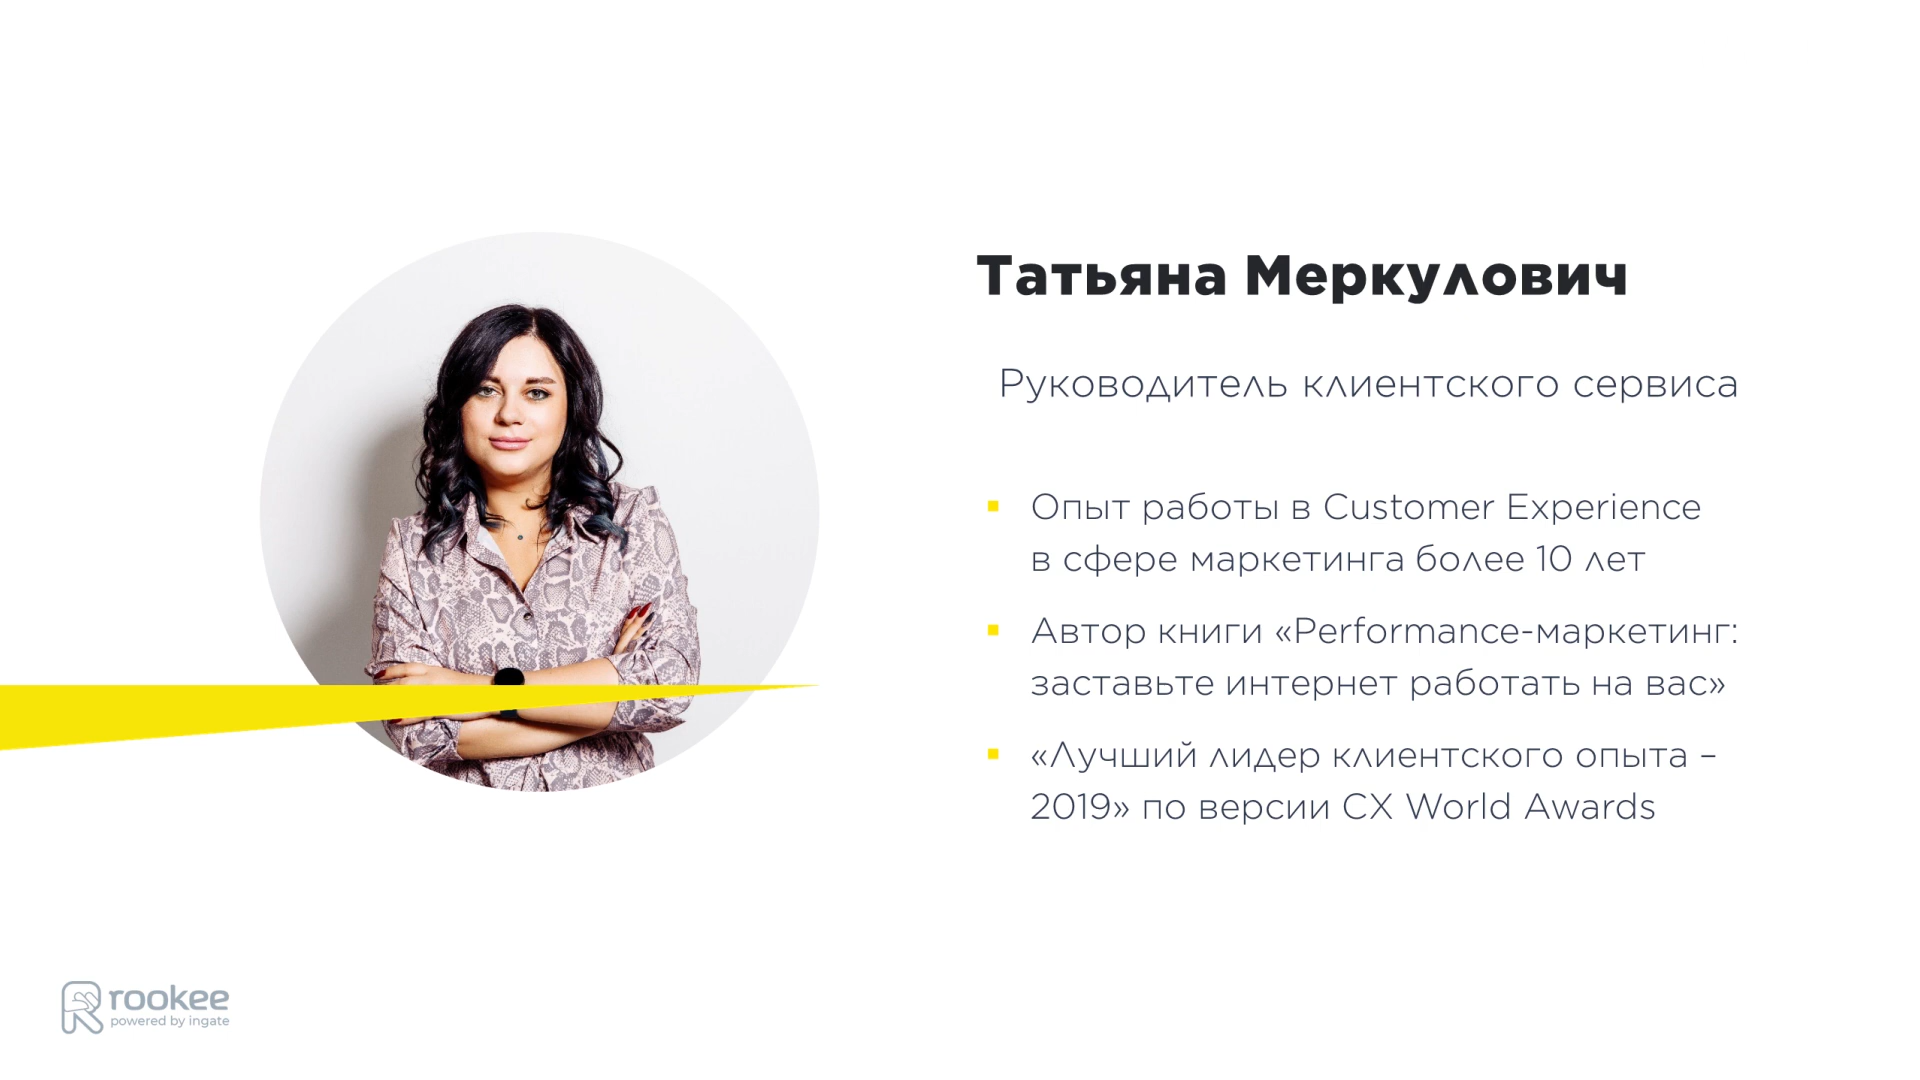 Татьяна Меркулович
Руководитель клиентского сервиса
Опыт работы в Customer Experience
в сфере маркетинга более 10 лет
Автор книги «Performance-маркетинг:
заставьте интернет работать на вас»
«Лучший лидер клиентского опыта –
2019» по версии CX World Awards
rookee
powered by ingate